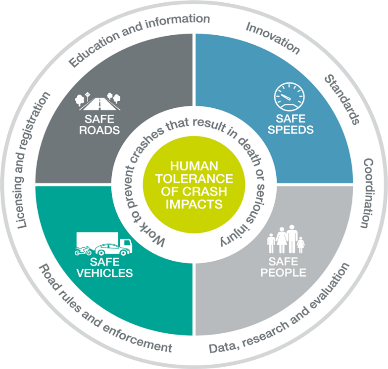 Education and information
Innovation
Standards
Coordination
Data, research and evaluation
Road rules and enforcement
Licensing and registration
SAFE
ROADS
SAFE
SPEEDS
SAFE
VEHICLES
SAFE
PEOPLE
Work to prevent crashes that result in death or serious injury
HUMAN
TOLERANCE
OF CRASH
IMPACTS